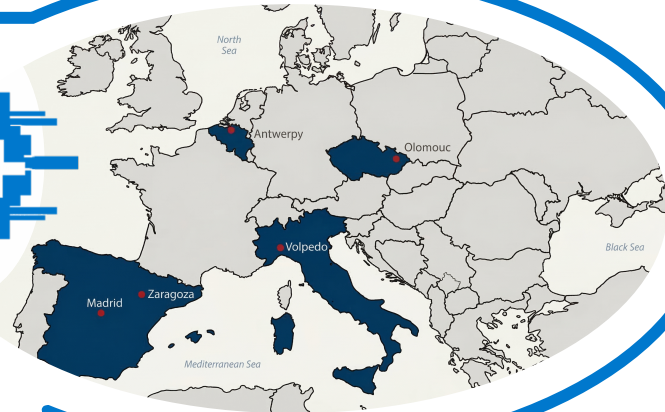 North
Sea
Antwerpy
Olomouc
Volpedo
Black Sea
Zaragoza
Madrid
Mediterranean Sea